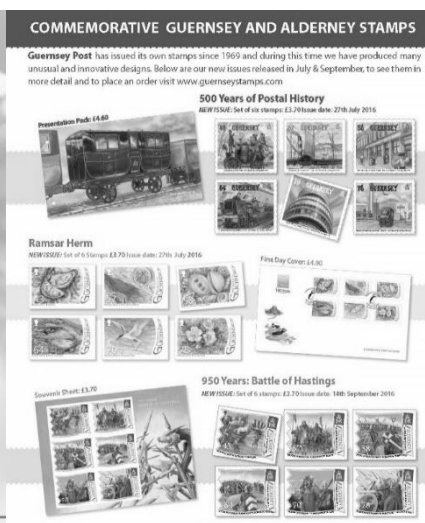 COMMEMORATIVE GUERNSEY AND ALDERNEY STAMPS
Guernsey Post has issued its own stamps since 1969 and during this time we have produced many
unusual and innovative designs. Below are our new issues released in July & September, to see them in
more detail and to place an order visit www.guernseystamps.com
500 Years of Postal History
NEW ISSUE: Set of six stamps: £3.70 Issue date: 27th July 2016
Presentation Pack: £4.60
GUERNSEY
GUERNSEY
GUERNSEY
GUERNSEY
GUERNSEY
GUERNSEY
Ramsar Herm
NEW ISSUE: Set of 6 Stamps £3.70 Issue date: 27th July 2016
First Day Cover: £4.90
950 Years: Battle of Hastings
NEW ISSUE: Set of 6 stamps: £3.70 Issue date: 14th September 2016
Souvenir Sheet: £3.70